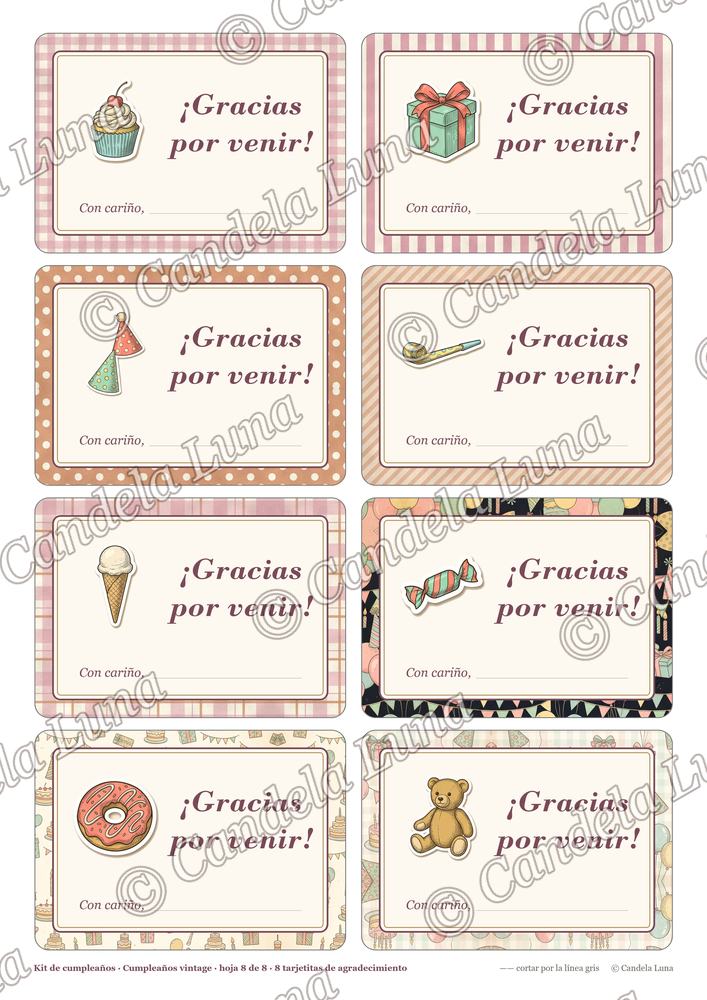 ¡Gracias
por venir!
Con cariño,
¡Gracias
por venir!
Con cariño,
¡Gracias
por venir!
Con cariño,
¡Gracias
por venir!
Con cariño,
¡Gracias
por venir!
Con cariño,
¡Gracias
por venir!
Con cariño,
¡Gracias
por venir!
Con cariño,
¡Gracias
por venir!
Con cariño,
Kit de cumpleaños · Cumpleaños vintage · hoja 8 de 8 · 8 tarjetitas de agradecimiento
—— cortar por la línea gris © Candela Luna
© Candela Luna